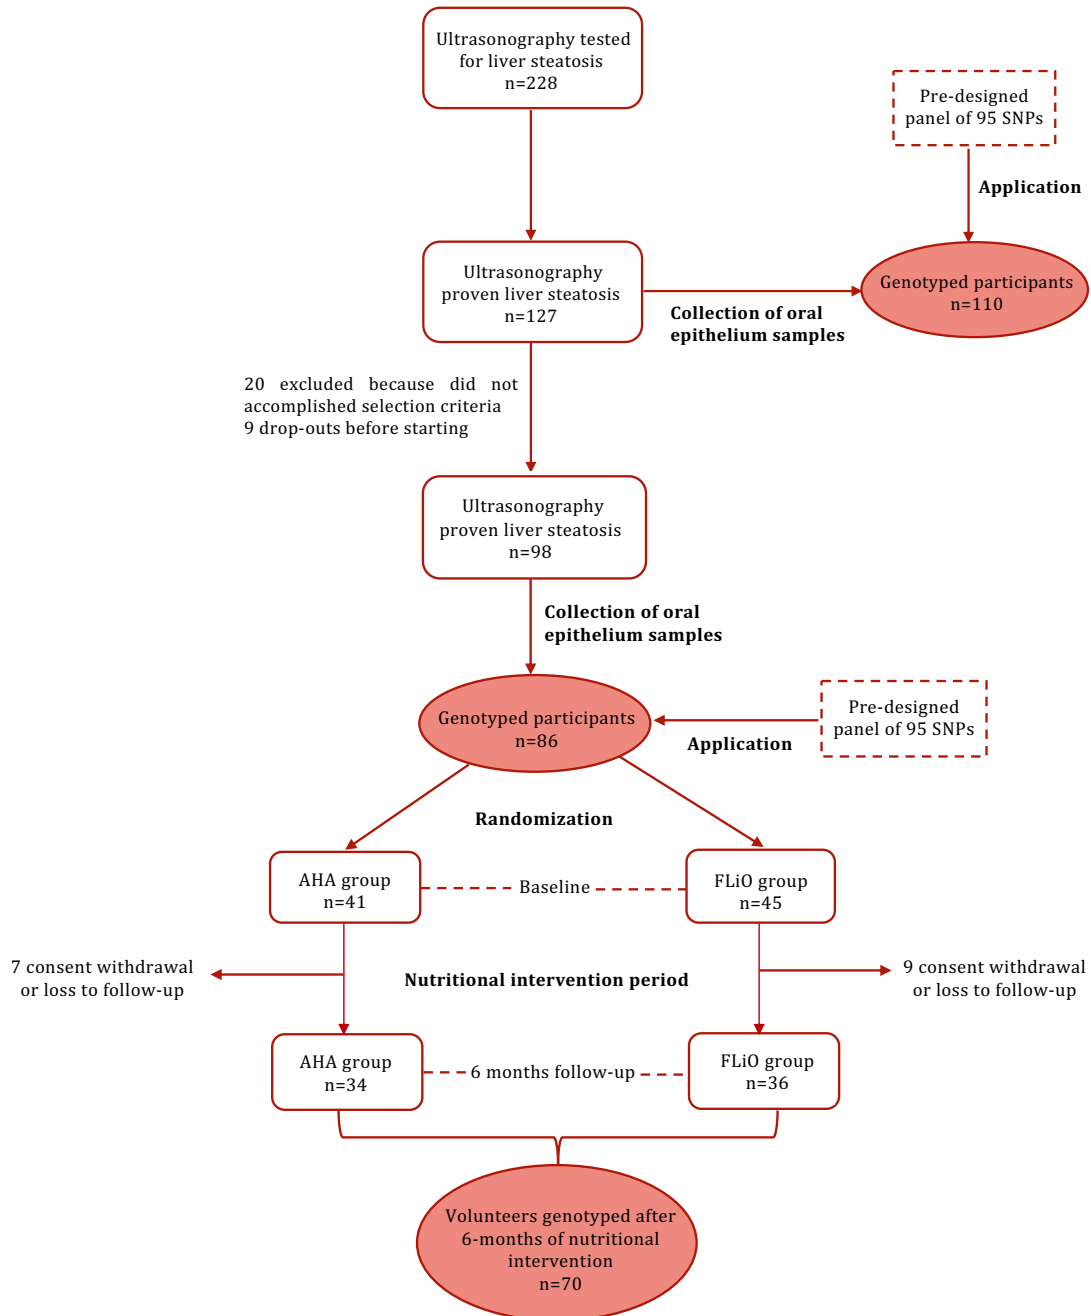 Ultrasonography tested
for liver steatosis
n=228
Pre-designed
panel of 95 SNPs
Application
Ultrasonography
proven liver steatosis
n=127
Collection of oral
epithelium samples
Genotyped participants
n=110
20 excluded because did not
accomplished selection criteria
9 drop-outs before starting
Ultrasonography
proven liver steatosis
n=98
Collection of oral
epithelium samples
Genotyped participants
n=86
Application
Pre-designed
panel of 95 SNPs
Randomization
AHA group
n=41
Baseline
FLiO group
n=45
7 consent withdrawal
or loss to follow-up
Nutritional intervention period
9 consent withdrawal
or loss to follow-up
AHA group
n=34
6 months follow-up
FLiO group
n=36
Volunteers genotyped after
6-months of nutritional
intervention
n=70